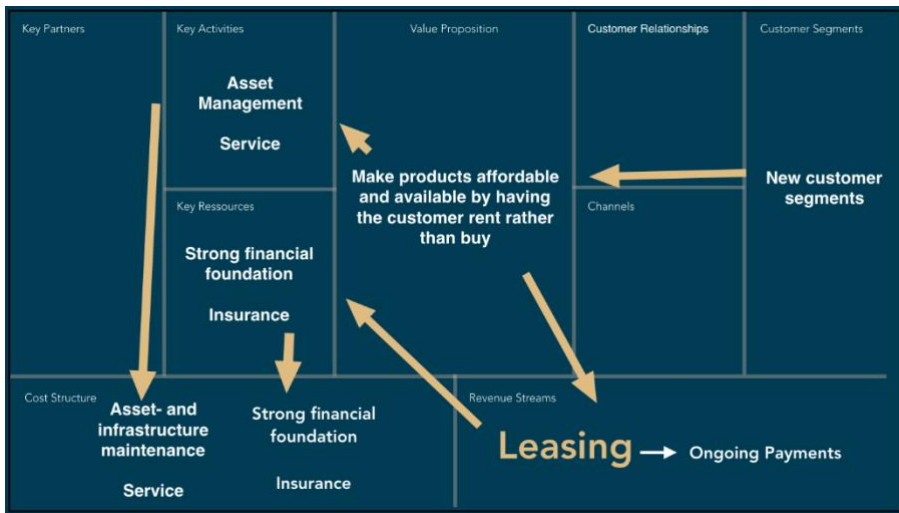 Key Partners
Key Activities
Asset
Management
Service
Key Ressources
Strong financial
foundation
Insurance
Value Proposition
Make products affordable
and available by having
the customer rent rather
than buy
Customer Relationships
Channels
Customer Segments
New customer
segments
Cost Structure
Asset- and
infrastructure
maintenance
Service
Strong financial
foundation
Insurance
Revenue Streams
Leasing
Ongoing Payments